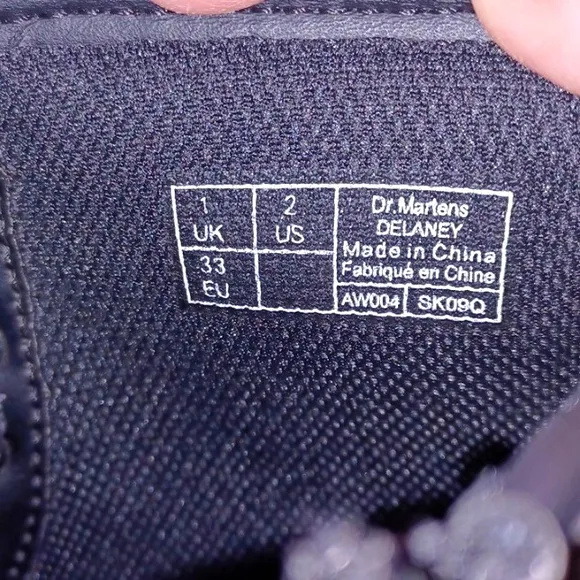 1
UK
2
US
33
EU
Dr.Martens
DELANEY
Made in China
Fabriqué en Chine
AW004
SK09Q